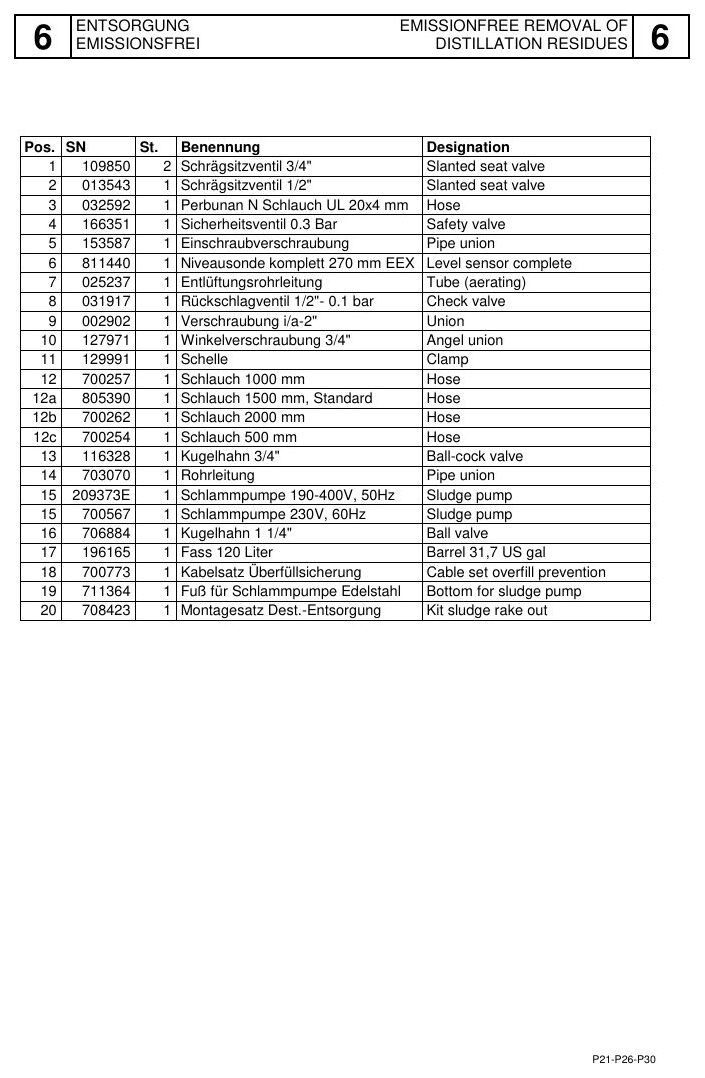 6 ENTSORGUNG EMISSIONFREE REMOVAL OF 6
EMISSIONSFREI DISTILLATION RESIDUES
Pos. SN St. Benennung Designation
1 109850 2 Schrägsitzventil 3/4" Slanted seat valve
2 013543 1 Schrägsitzventil 1/2" Slanted seat valve
3 032592 1 Perbunan N Schlauch UL 20x4 mm Hose
4 166351 1 Sicherheitsventil 0.3 Bar Safety valve
5 153587 1 Einschraubverschraubung Pipe union
6 811440 1 Niveausonde komplett 270 mm EEX Level sensor complete
7 025237 1 Entlüftungsrohrleitung Tube (aerating)
8 031917 1 Rückschlagventil 1/2"- 0.1 bar Check valve
9 002902 1 Verschraubung i/a-2" Union
10 127971 1 Winkelverschraubung 3/4" Angel union
11 129991 1 Schelle Clamp
12 700257 1 Schlauch 1000 mm Hose
12a 805390 1 Schlauch 1500 mm, Standard Hose
12b 700262 1 Schlauch 2000 mm Hose
12c 700254 1 Schlauch 500 mm Hose
13 116328 1 Kugelhahn 3/4" Ball-cock valve
14 703070 1 Rohrleitung Pipe union
15 209373E 1 Schlammpumpe 190-400V, 50Hz Sludge pump
15 700567 1 Schlammpumpe 230V, 60Hz Sludge pump
16 706884 1 Kugelhahn 1 1/4" Ball valve
17 196165 1 Fass 120 Liter Barrel 31,7 US gal
18 700773 1 Kabelsatz Überfüllsicherung Cable set overfill prevention
19 711364 1 Fuß für Schlammpumpe Edelstahl Bottom for sludge pump
20 708423 1 Montagesatz Dest.-Entsorgung Kit sludge rake out
P21-P26-P30